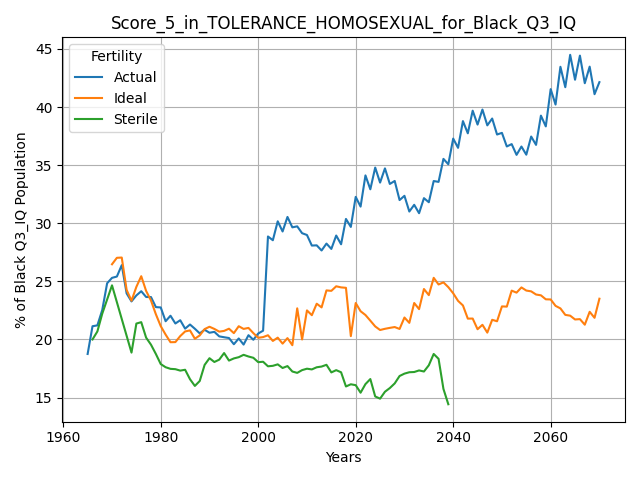 Score_5_in_TOLERANCE_HOMOSEXUAL_for_Black_Q3_IQ
Fertility
Actual
Ideal
Sterile
% of Black Q3_IQ Population
45
40
35
30
25
20
15
1960 1980 2000 2020 2040 2060
Years